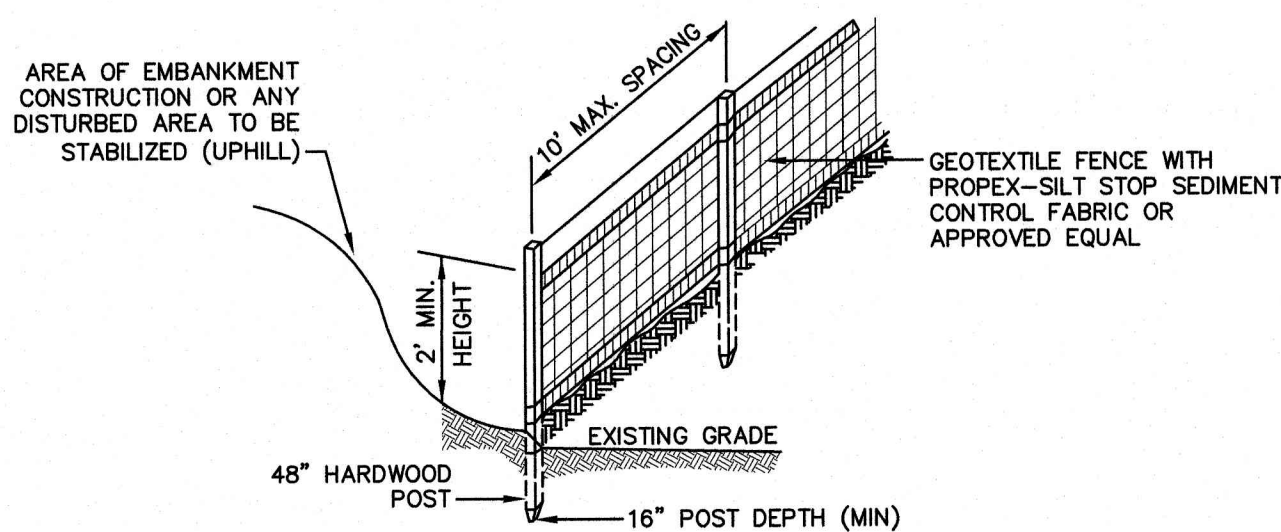 AREA OF EMBANKMENT
CONSTRUCTION OR ANY
DISTURBED AREA TO BE
STABILIZED (UPHILL)
10' MAX. SPACING
GEOTEXTILE FENCE WITH
PROPEX-SILT STOP SEDIMENT
CONTROL FABRIC OR
APPROVED EQUAL
2' MIN.
HEIGHT
EXISTING GRADE
48" HARDWOOD
POST
16" POST DEPTH (MIN)